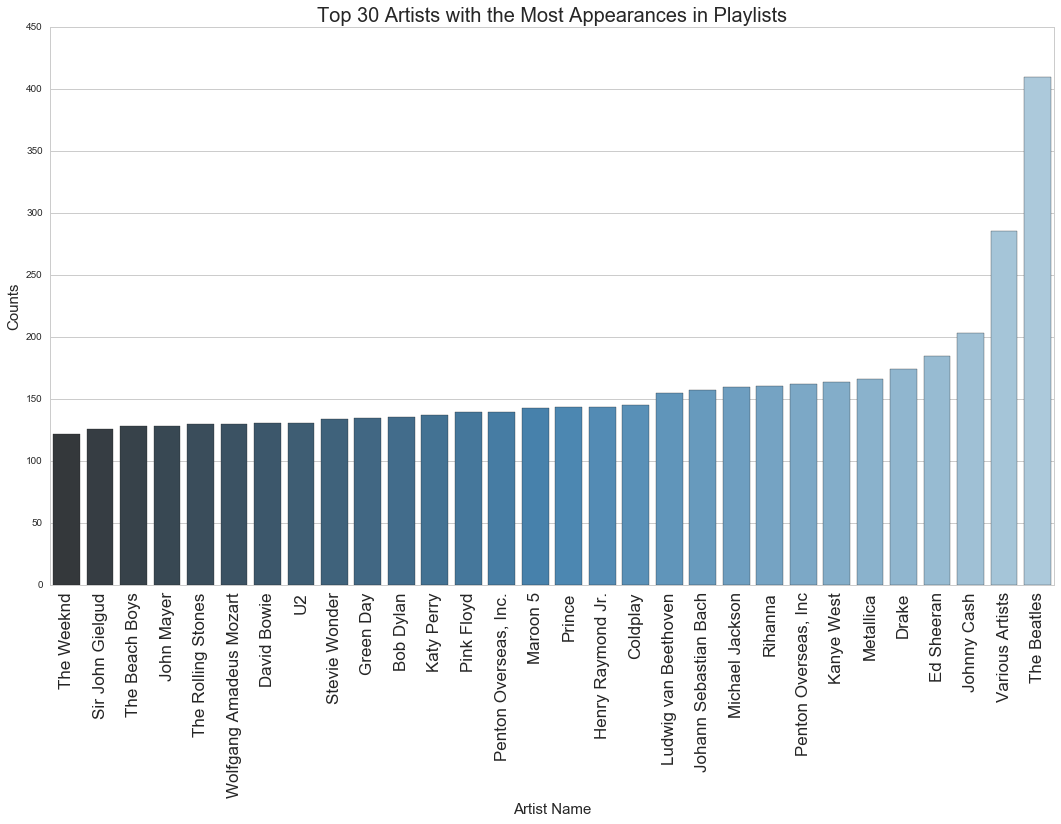 Top 30 Artists with the Most Appearances in Playlists
450
400
350
300
250
200
150
100
50
0
Counts
The Weeknd
Sir John Gielgud
The Beach Boys
John Mayer
The Rolling Stones
Wolfgang Amadeus Mozart
David Bowie
U2
Stevie Wonder
Green Day
Bob Dylan
Katy Perry
Pink Floyd
Penton Overseas, Inc.
Maroon 5
Prince
Henry Raymond Jr.
Coldplay
Ludwig van Beethoven
Johann Sebastian Bach
Michael Jackson
Rihanna
Penton Overseas, Inc
Kanye West
Metallica
Drake
Ed Sheeran
Johnny Cash
Various Artists
The Beatles
Artist Name